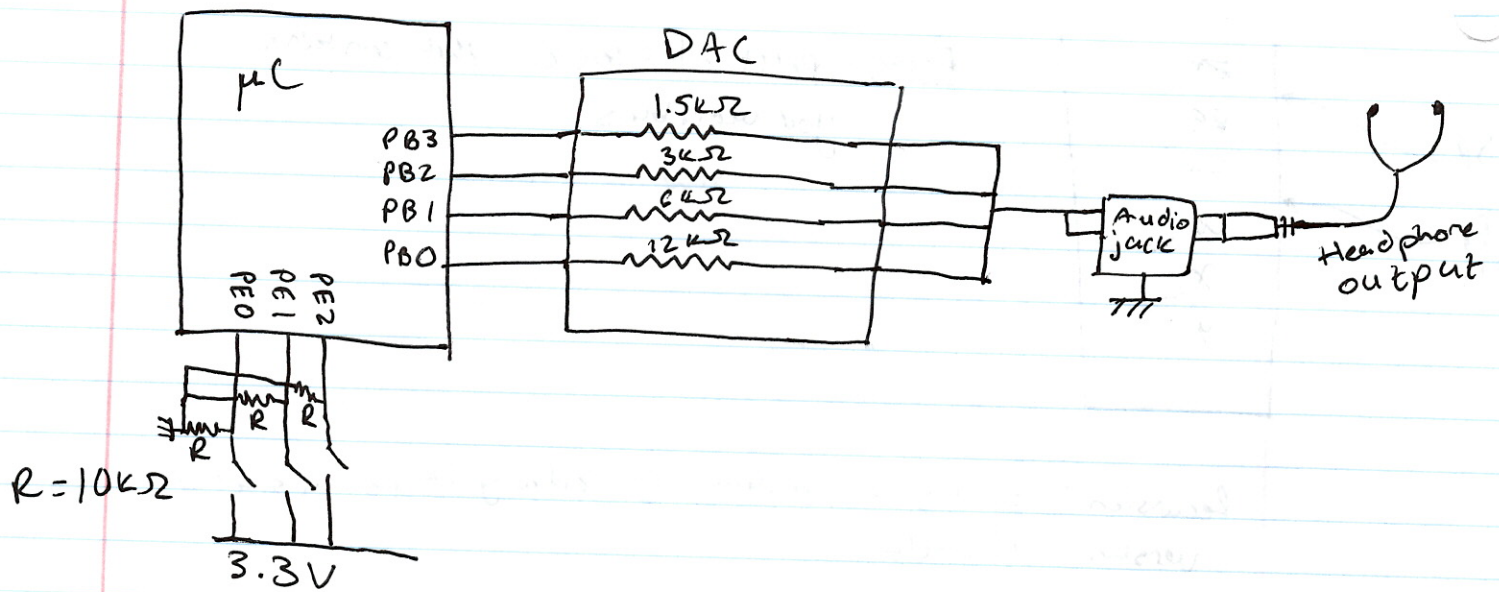 DAC
μC
1.5kΩ
PB3
3kΩ
PB2
6kΩ
PB1
12kΩ
PB0
Audio
jack
Headphone
output
PE0
PE1
PE2
R
R
R
R=10kΩ
3.3V